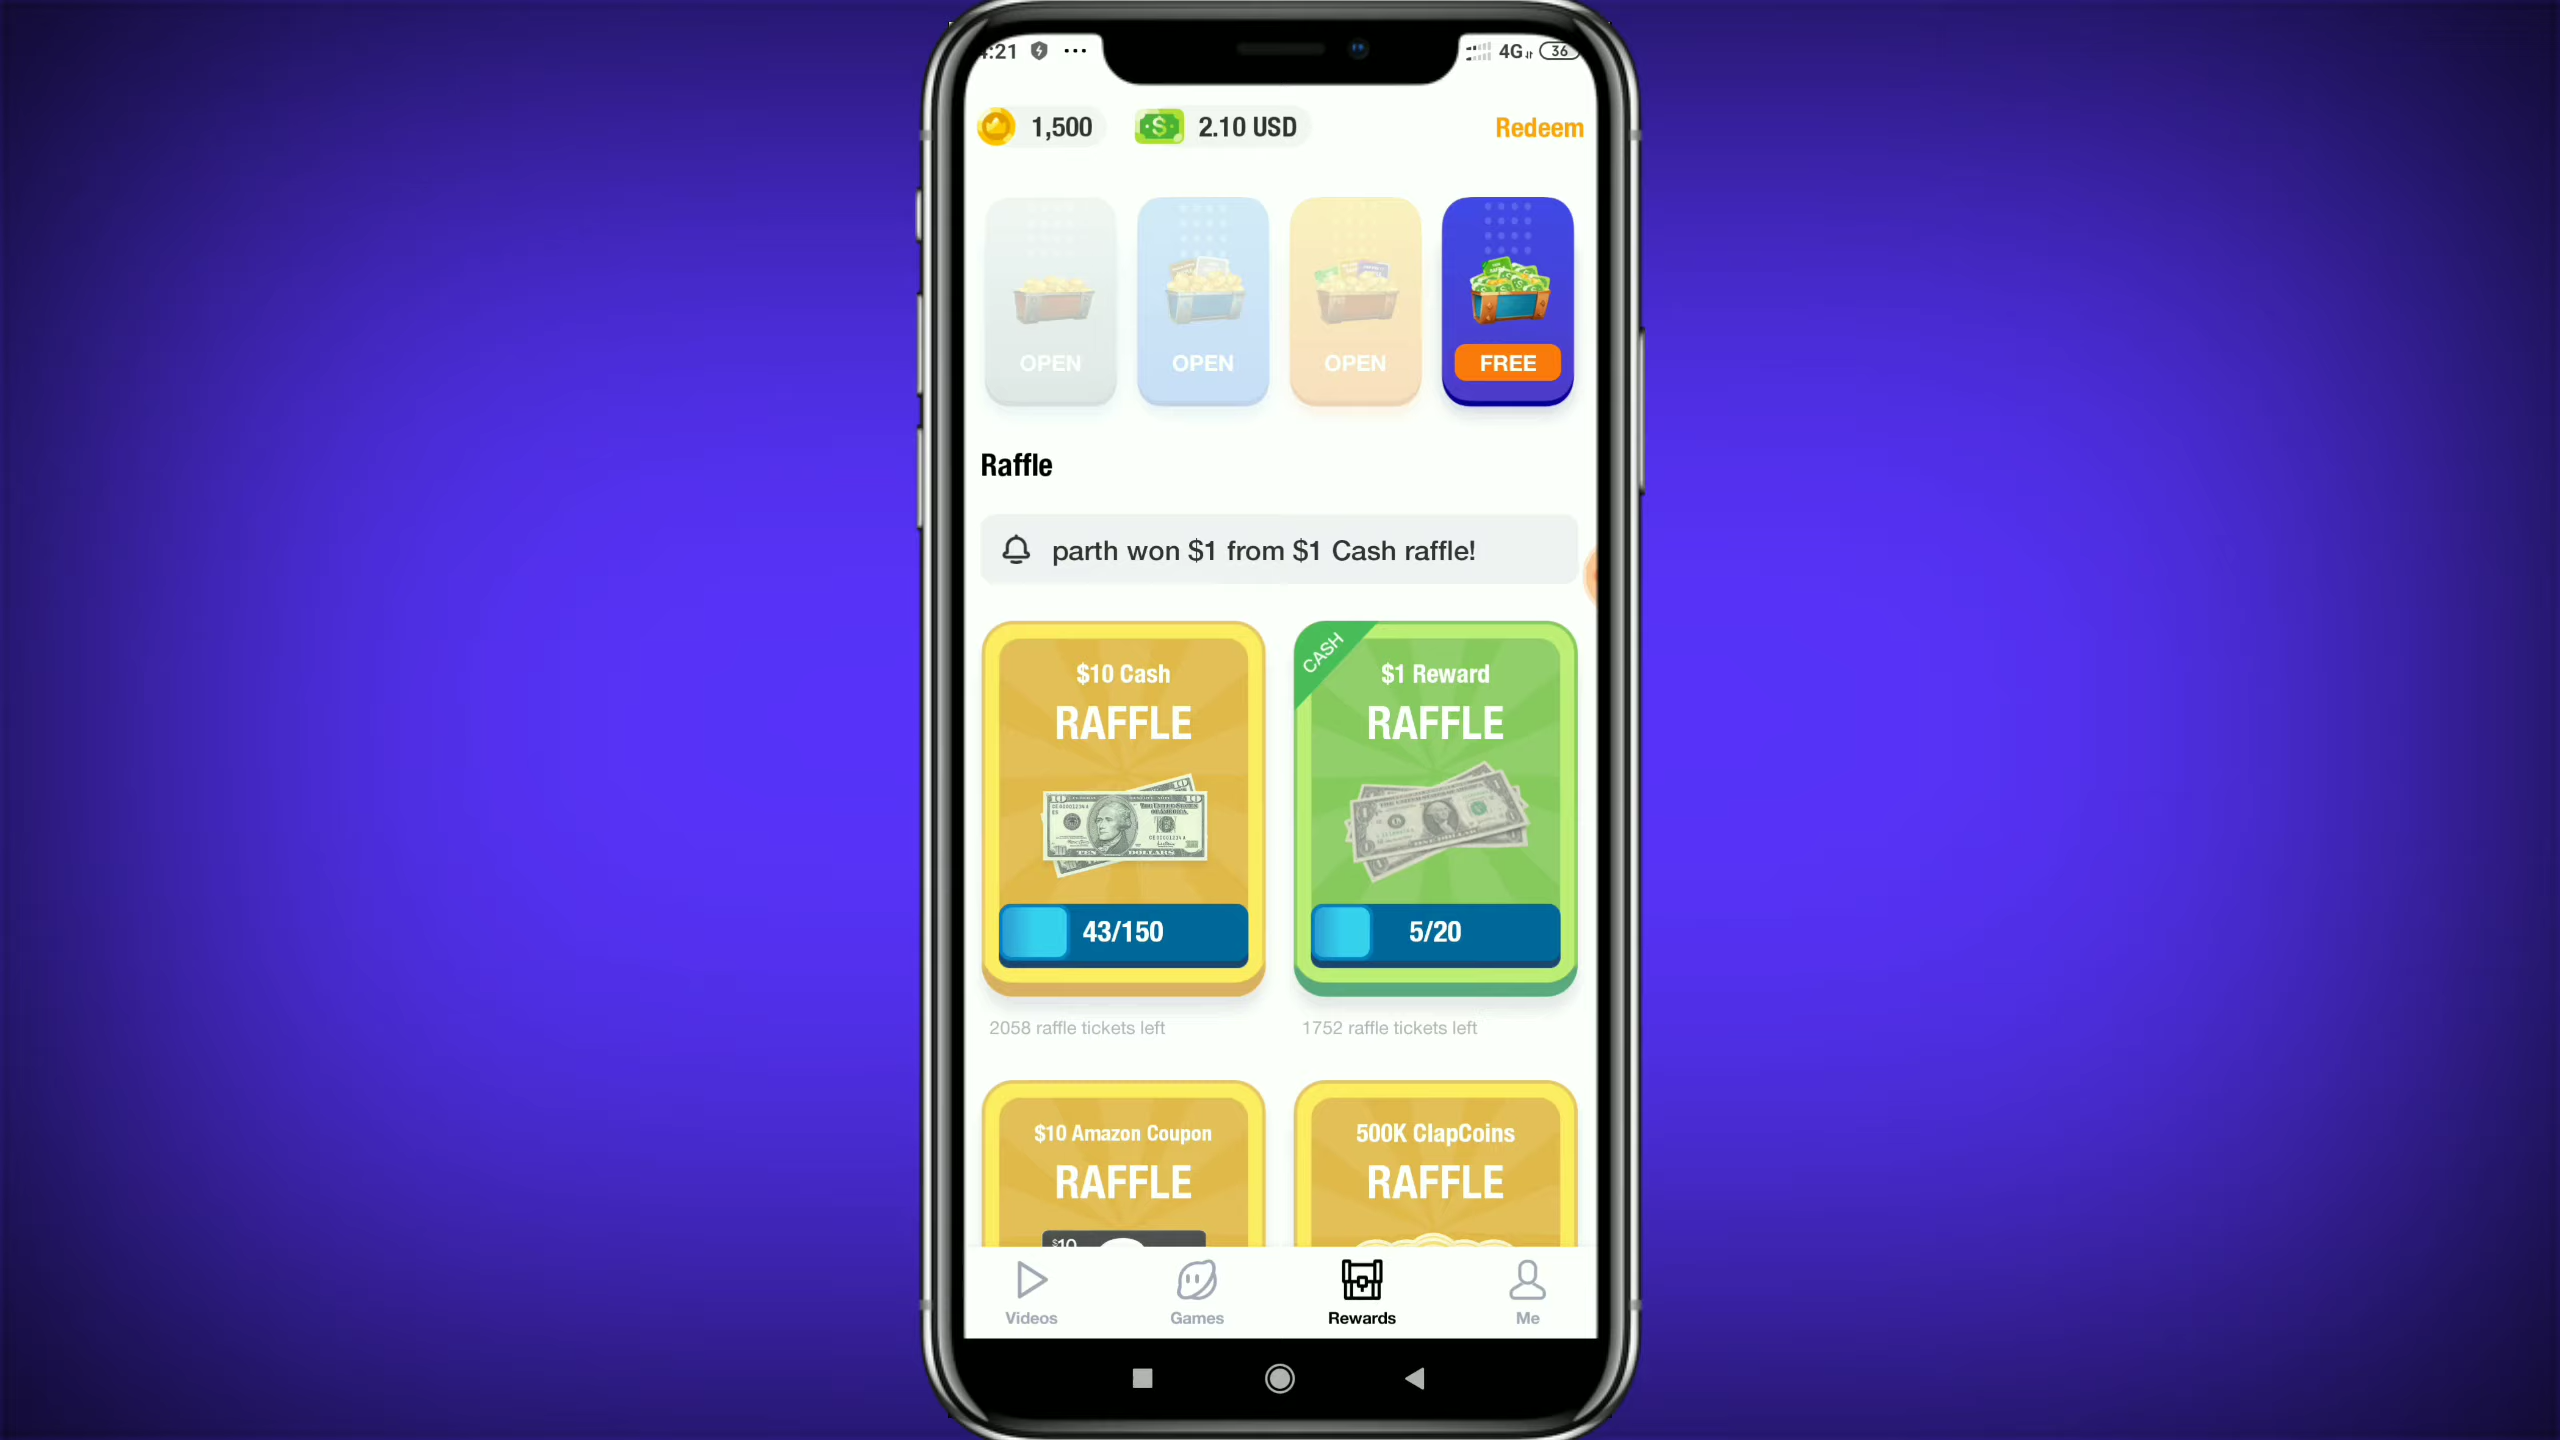 :21 ... 4G 36
1,500 2.10 USD Redeem
OPEN OPEN OPEN FREE
Raffle
parth won $1 from $1 Cash raffle!
CASH
$10 Cash $1 Reward
RAFFLE RAFFLE
43/150 5/20
2058 raffle tickets left 1752 raffle tickets left
$10 Amazon Coupon 500K ClapCoins
RAFFLE RAFFLE
$10
Videos Games Rewards Me